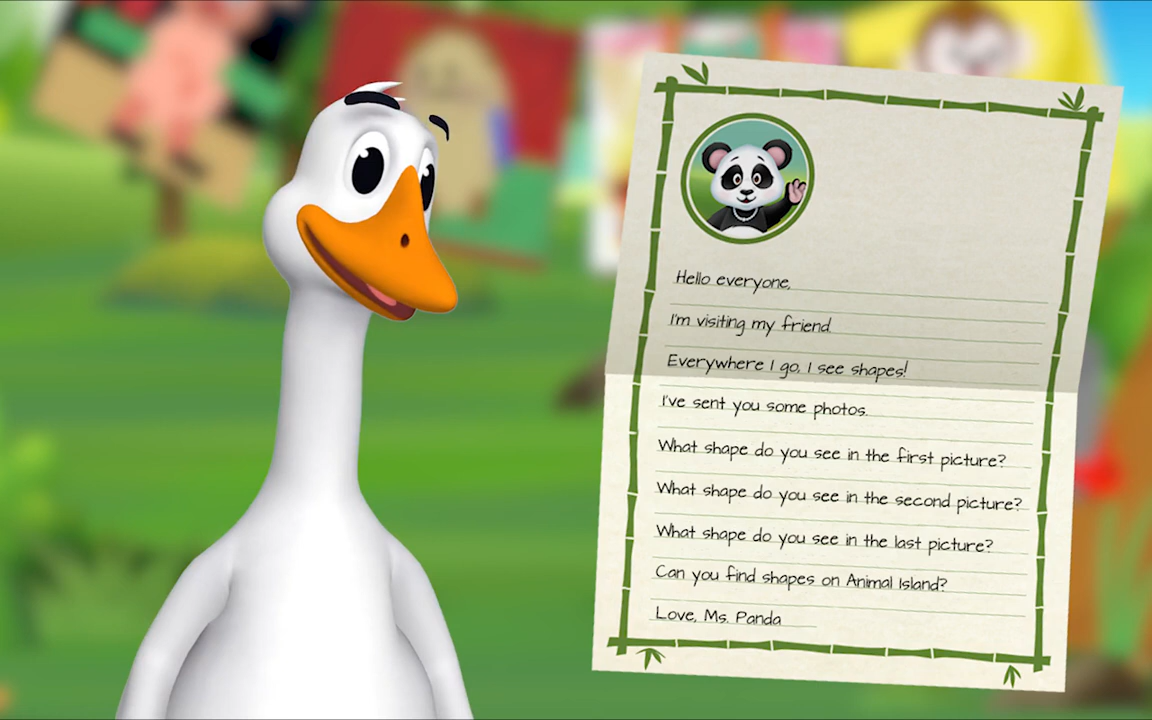 Hello everyone,
I'm visiting my friend.
Everywhere I go, I see shapes!
I've sent you some photos.
What shape do you see in the first picture?
What shape do you see in the second picture?
What shape do you see in the last picture?
Can you find shapes on Animal Island?
Love, Ms. Panda